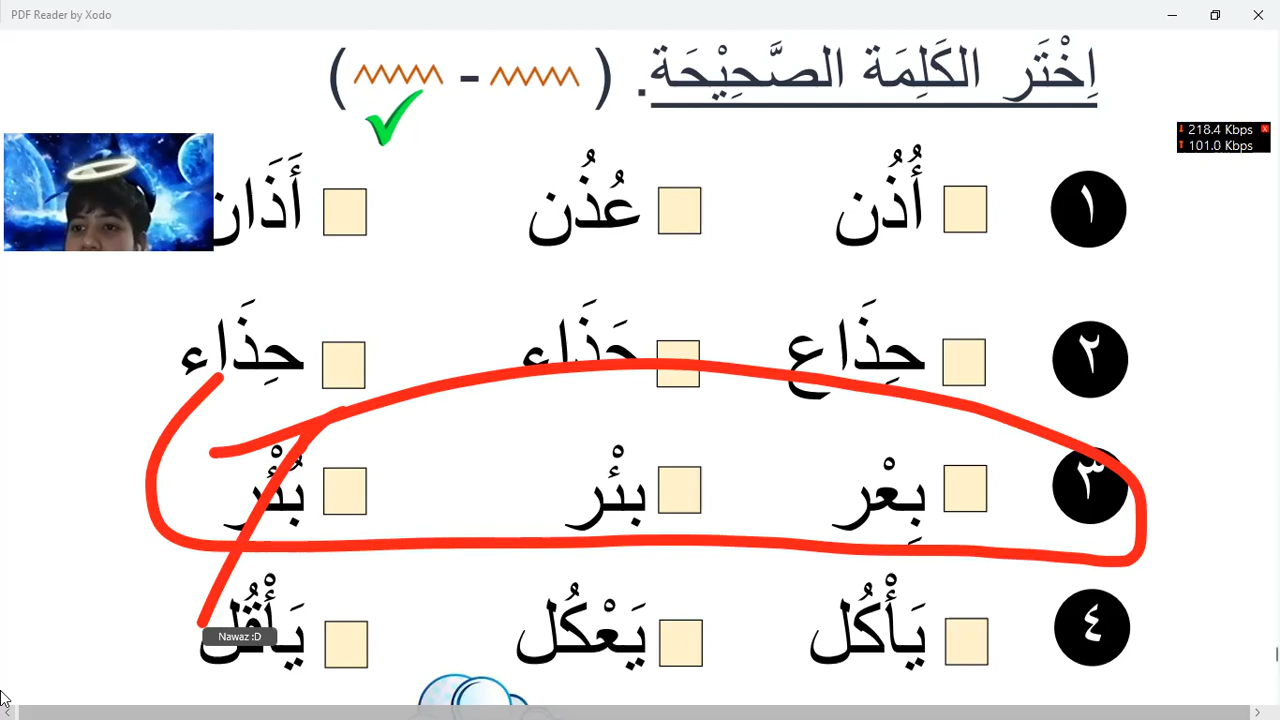 PDF Reader by Xodo
اِخْتَر الكَلِمَة الصَّحِيْحَة. ( - )
218.4 Kbps
101.0 Kbps
١ أُذُن عُذُن أَذَان
٢ حِذَاع حَذَاء حِذَاء
٣ بِعْر بئْر بُئْر
٤ يَأْكُل يَعْكُل يَأْقُل
Nawaz :D